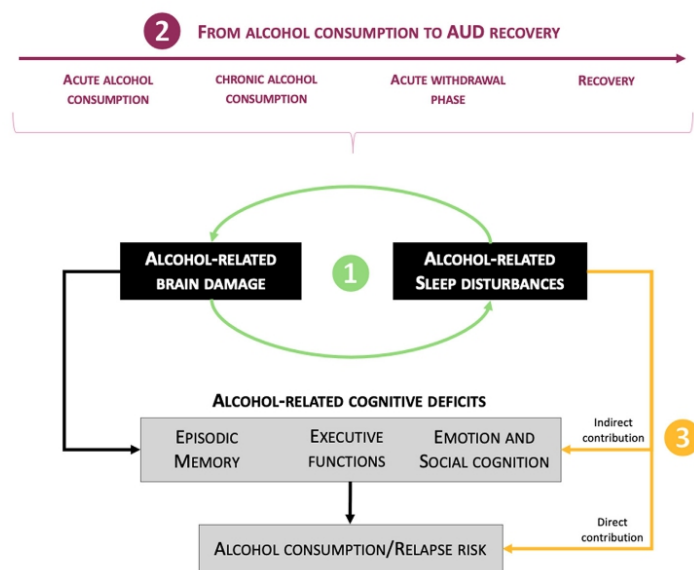 2 FROM ALCOHOL CONSUMPTION TO AUD RECOVERY
ACUTE ALCOHOL
CONSUMPTION
CHRONIC ALCOHOL
CONSUMPTION
ACUTE WITHDRAWAL
PHASE
RECOVERY
ALCOHOL-RELATED
BRAIN DAMAGE
1
ALCOHOL-RELATED
SLEEP DISTURBANCES
ALCOHOL-RELATED COGNITIVE DEFICITS
EPISODIC
MEMORY
EXECUTIVE
FUNCTIONS
EMOTION AND
SOCIAL COGNITION
Indirect
contribution
3
Direct
contribution
ALCOHOL CONSUMPTION/RELAPSE RISK